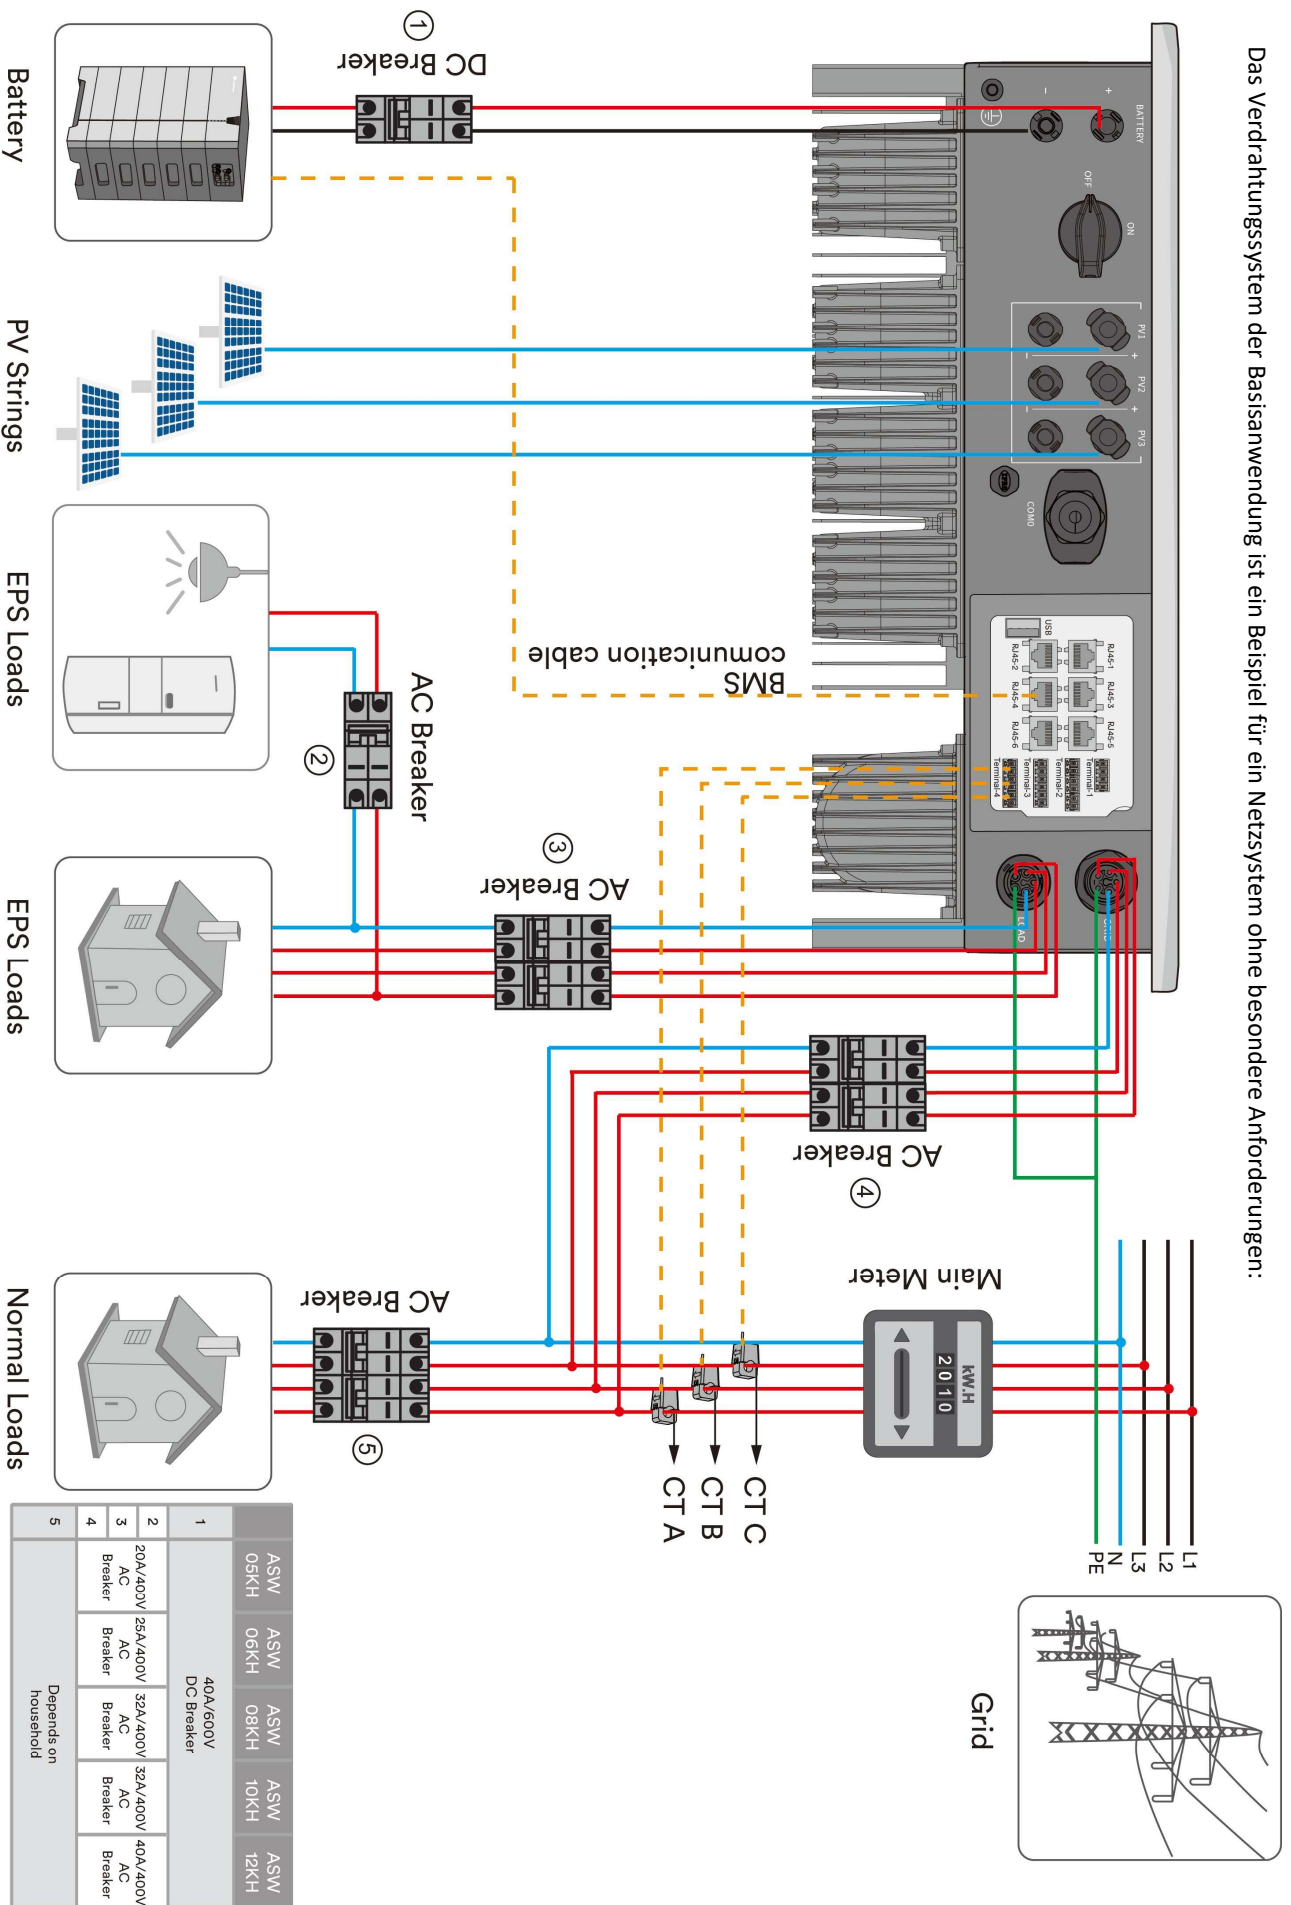 Das Verdrahtungssystem der Basisanwendung ist ein Beispiel für ein Netzsystem ohne besondere Anforderungen:
BATTERY
+
-
OFF
ON
PV1
PV2
PV3
+
+
-
-
COM0
USB
RJ45-1
RJ45-2
RJ45-3
RJ45-4
RJ45-5
RJ45-6
Terminal-1
Terminal-2
Terminal-3
Terminal-4
LOAD
1
DC Breaker
BMS
comunication cable
AC Breaker
2
3
AC Breaker
AC Breaker
4
AC Breaker
5
Main Meter
kW.H
2 0 1 0
CT C
CT B
CT A
L1
L2
L3
N
PE
Grid
Battery
PV Strings
EPS Loads
EPS Loads
Normal Loads
ASW
05KH
ASW
06KH
ASW
08KH
ASW
10KH
ASW
12KH
1
40A/600V
DC Breaker
2
3
4
20A/400V
AC
Breaker
25A/400V
AC
Breaker
32A/400V
AC
Breaker
32A/400V
AC
Breaker
40A/400V
AC
Breaker
5
Depends on
household